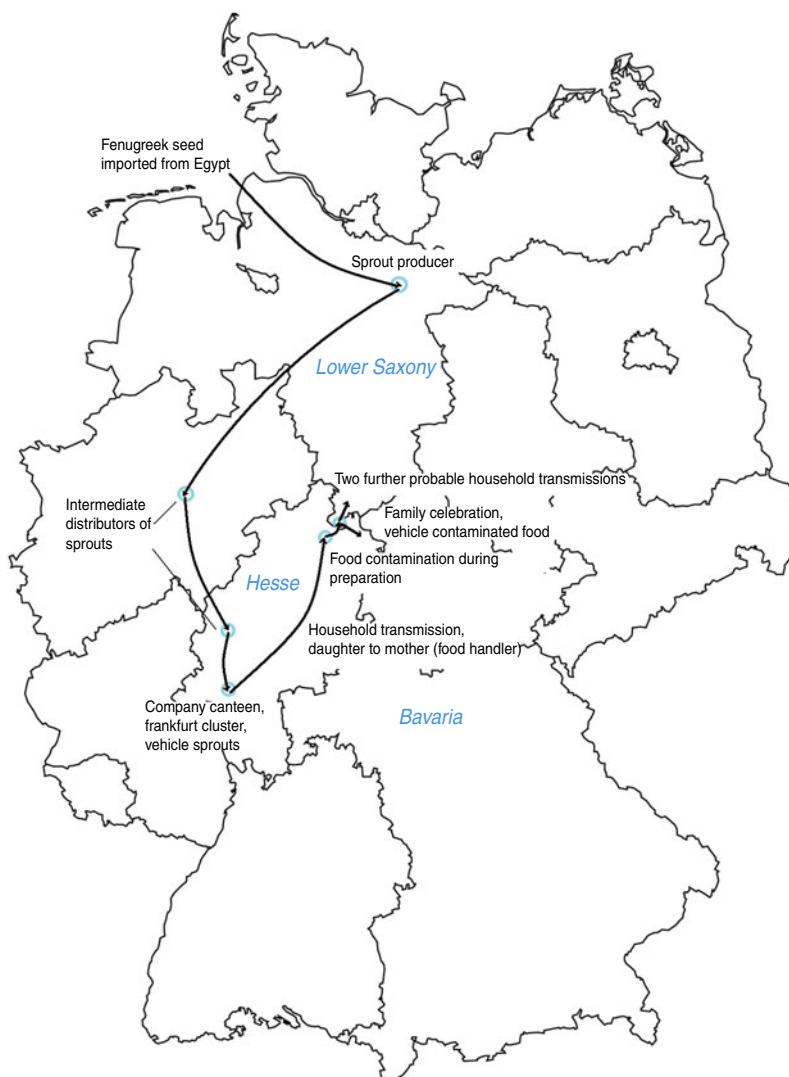 Fenugreek seed
imported from Egypt
Sprout producer
Lower Saxony
Two further probable household transmissions
Intermediate
distributors of
sprouts
Family celebration,
vehicle contaminated food
Food contamination during
preparation
Hesse
Household transmission,
daughter to mother (food handler)
Company canteen,
frankfurt cluster,
vehicle sprouts
Bavaria